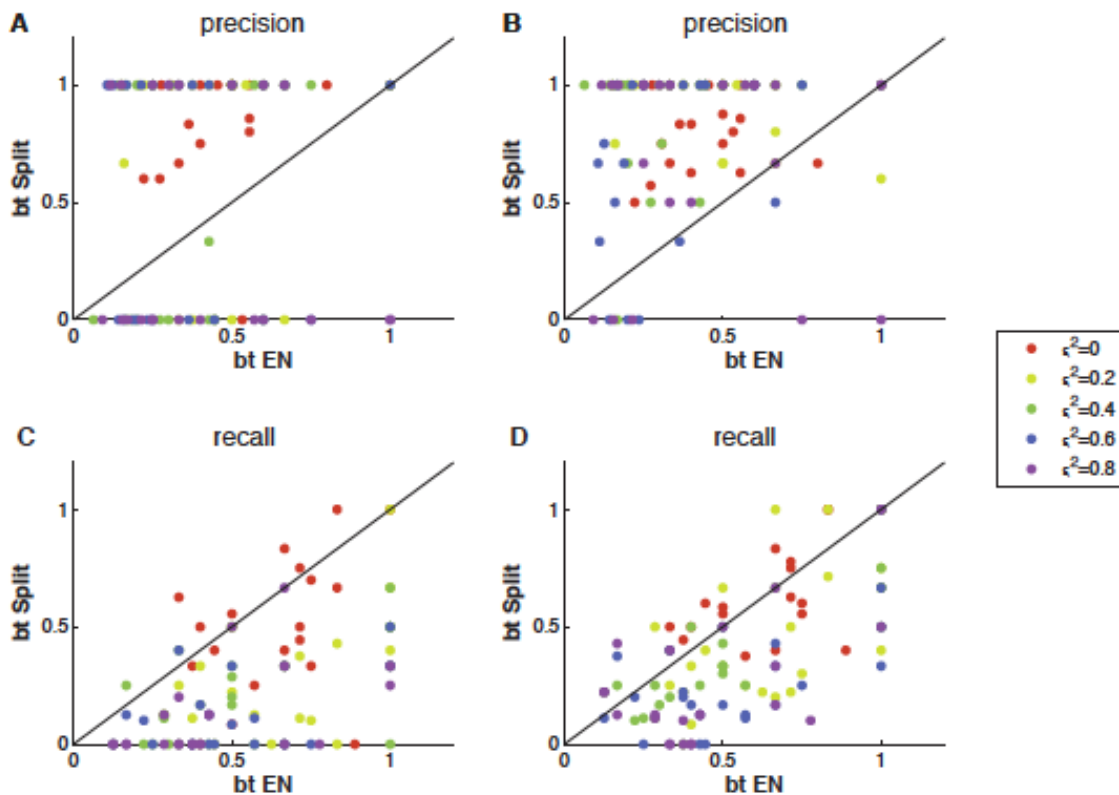 A precision
1
0.5
0
bt Split
0 0.5 1
bt EN
B precision
1
0.5
0
bt Split
0 0.5 1
bt EN
ε²=0
ε²=0.2
ε²=0.4
ε²=0.6
ε²=0.8
C recall
1
0.5
0
bt Split
0 0.5 1
bt EN
D recall
1
0.5
0
bt Split
0 0.5 1
bt EN